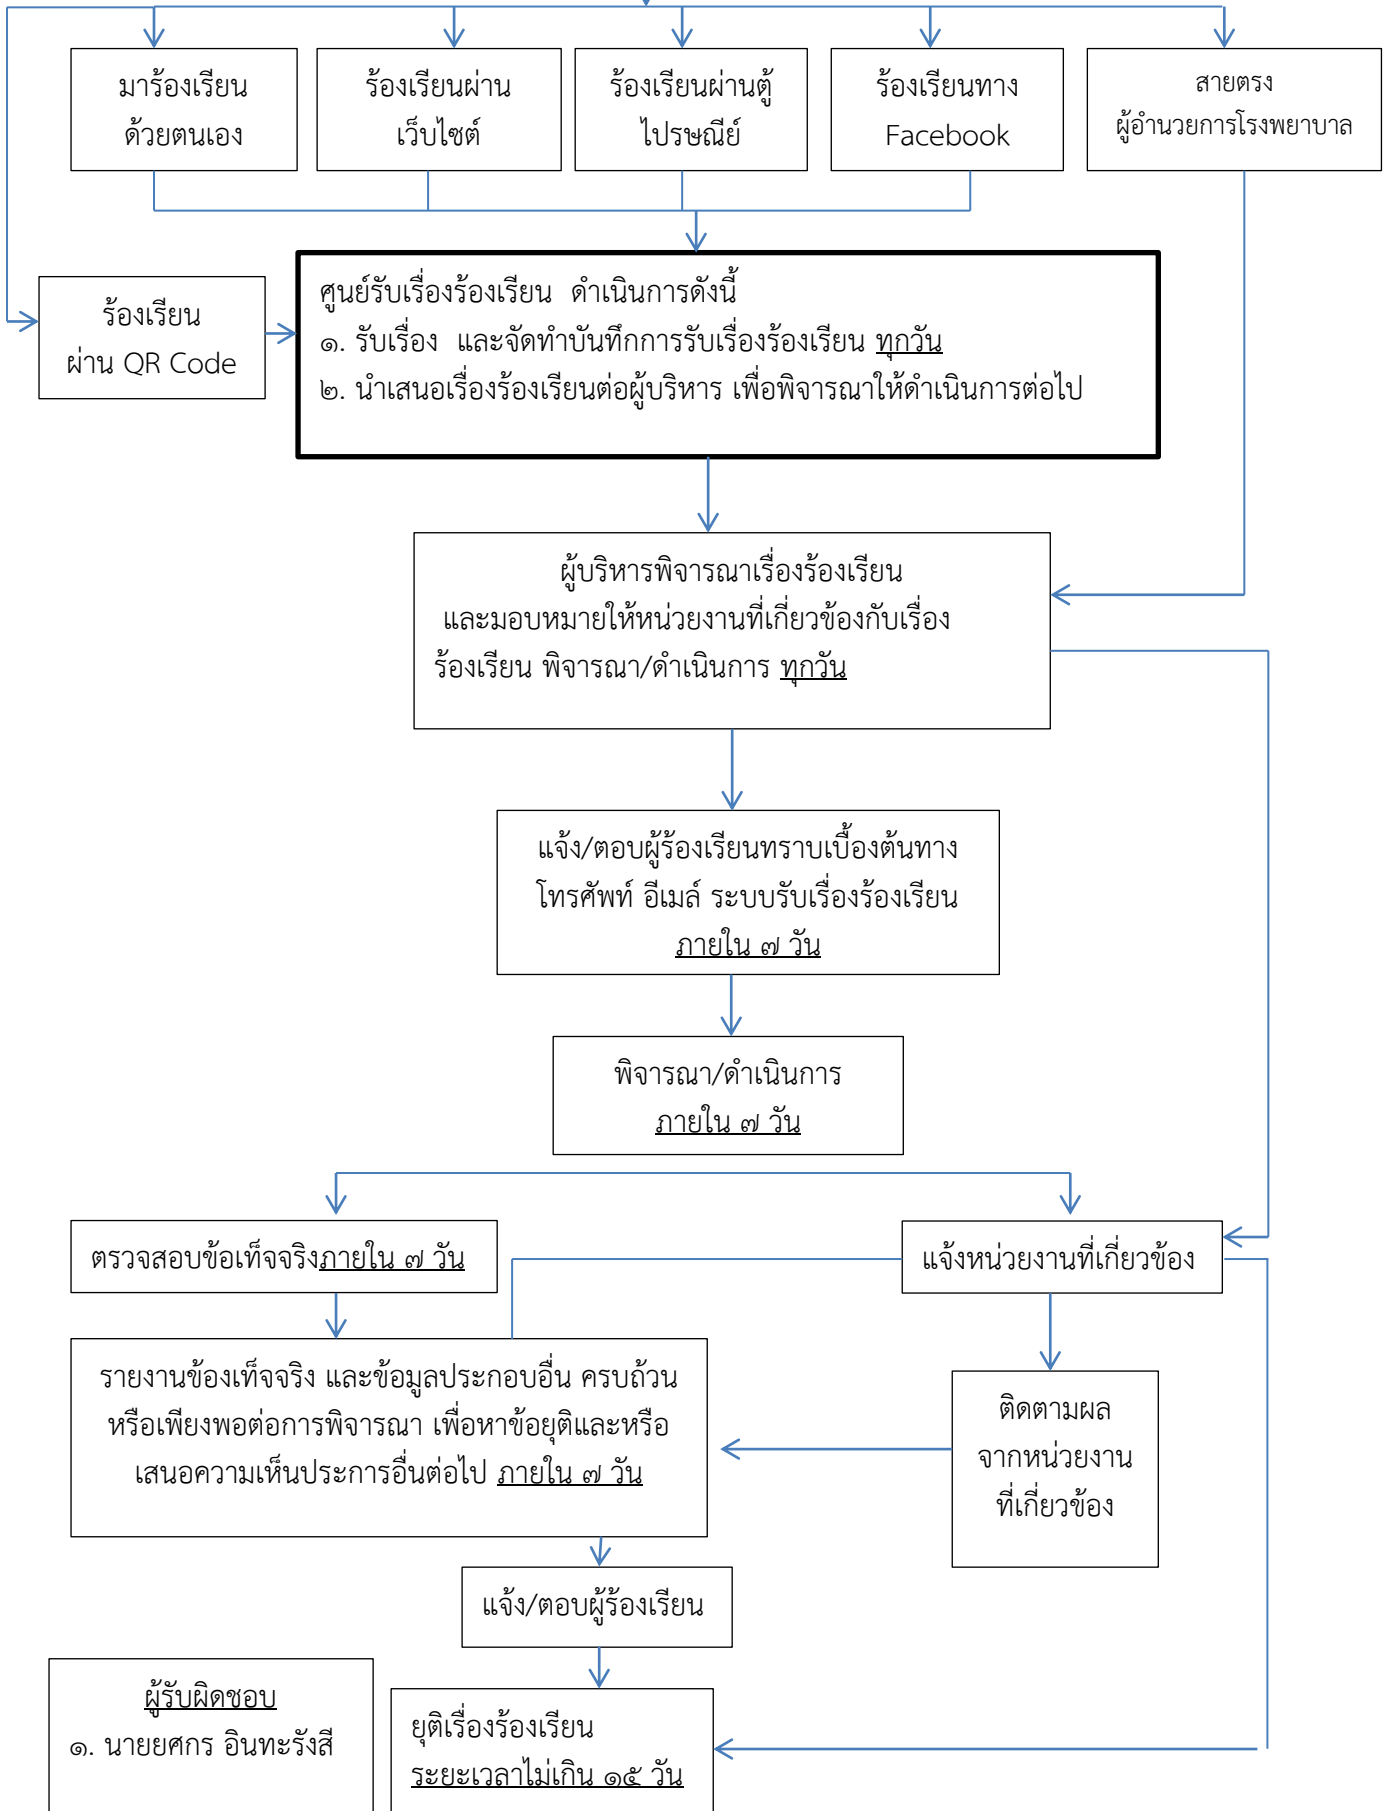 มาร้องเรียน
ด้วยตนเอง
ร้องเรียนผ่าน
เว็บไซต์
ร้องเรียนผ่านตู้
ไปรษณีย์
ร้องเรียนทาง
Facebook
สายตรง
ผู้อำนวยการโรงพยาบาล
ร้องเรียน
ผ่าน QR Code
ศูนย์รับเรื่องร้องเรียน ดำเนินการดังนี้
๑. รับเรื่อง และจัดทำบันทึกการรับเรื่องร้องเรียน ทุกวัน
๒. นำเสนอเรื่องร้องเรียนต่อผู้บริหาร เพื่อพิจารณาให้ดำเนินการต่อไป
ผู้บริหารพิจารณาเรื่องร้องเรียน
และมอบหมายให้หน่วยงานที่เกี่ยวข้องกับเรื่อง
ร้องเรียน พิจารณา/ดำเนินการ ทุกวัน
แจ้ง/ตอบผู้ร้องเรียนทราบเบื้องต้นทาง
โทรศัพท์ อีเมล์ ระบบรับเรื่องร้องเรียน
ภายใน ๗ วัน
พิจารณา/ดำเนินการ
ภายใน ๗ วัน
ตรวจสอบข้อเท็จจริงภายใน ๗ วัน
แจ้งหน่วยงานที่เกี่ยวข้อง
รายงานข้องเท็จจริง และข้อมูลประกอบอื่น ครบถ้วน
หรือเพียงพอต่อการพิจารณา เพื่อหาข้อยุติและหรือ
เสนอความเห็นประการอื่นต่อไป ภายใน ๗ วัน
ติดตามผล
จากหน่วยงาน
ที่เกี่ยวข้อง
แจ้ง/ตอบผู้ร้องเรียน
ผู้รับผิดชอบ
๑. นายยศกร อินทะรังสี
ยุติเรื่องร้องเรียน
ระยะเวลาไม่เกิน ๑๕ วัน